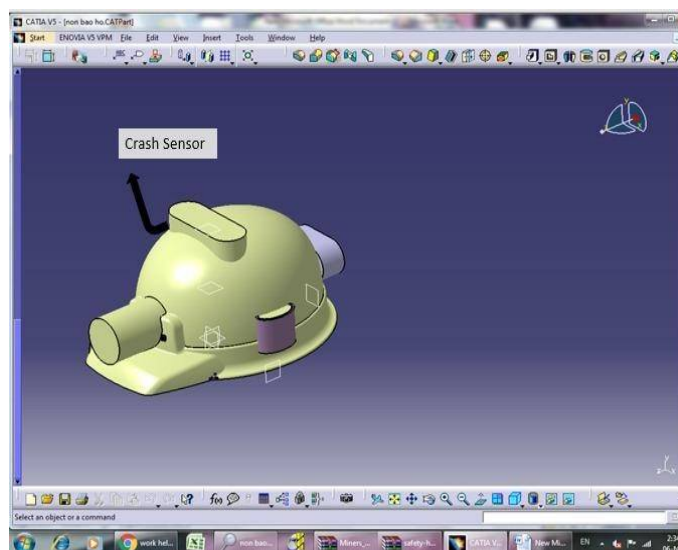 CATIA V5 - [non bao ho.CATPart]
Start ENOVIA V5 VPM File Edit View Insert Tools Window Help
Crash Sensor
Select an object or a command
work hel... non bao... Miners_... safety-h... CATIA V... New Mi... EN